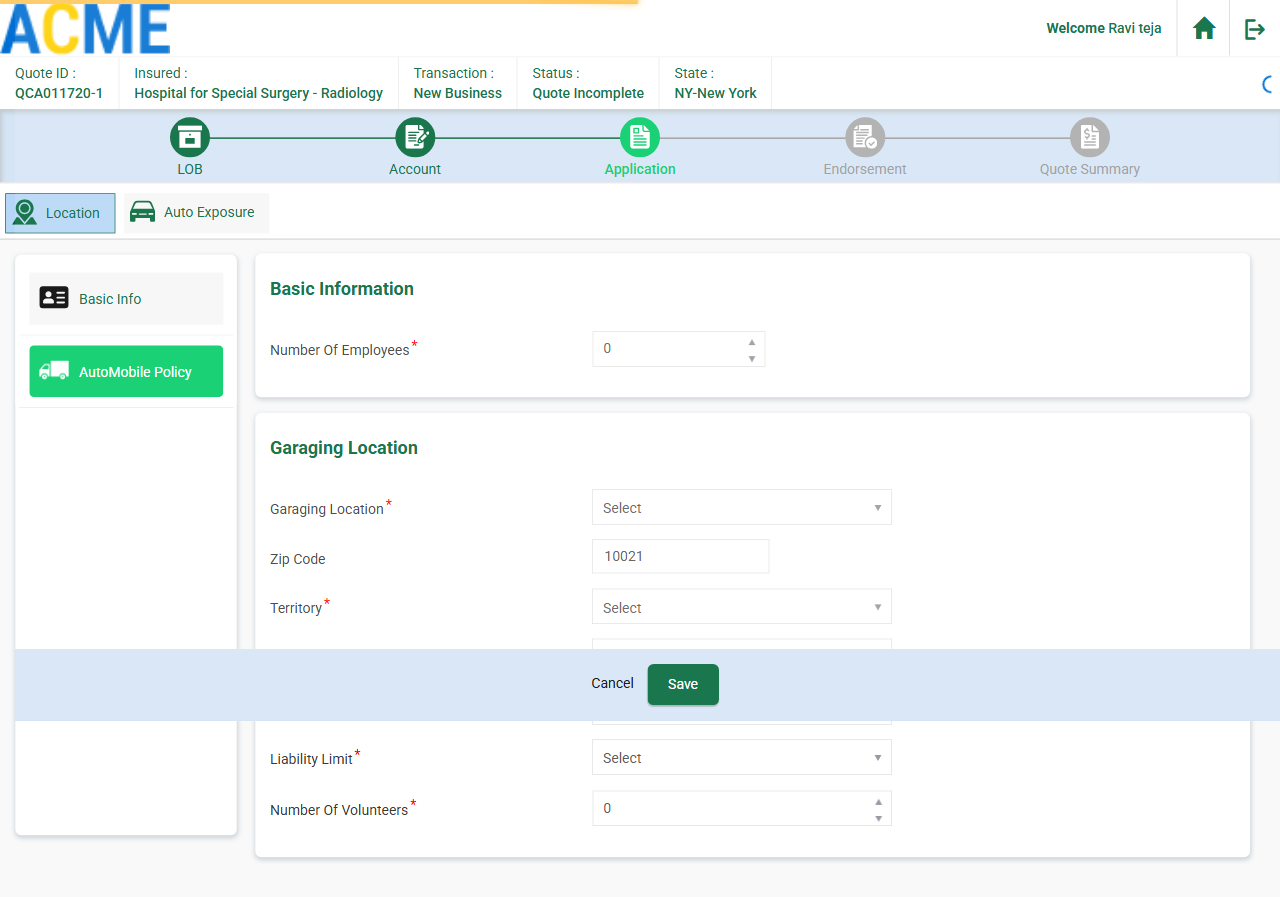 ACME
Welcome Ravi teja
Quote ID :
QCA011720-1
Insured :
Hospital for Special Surgery - Radiology
Transaction :
New Business
Status :
Quote Incomplete
State :
NY-New York
LOB
Account
Application
Endorsement
Quote Summary
Location
Auto Exposure
Basic Info
AutoMobile Policy
Basic Information
Number Of Employees*
0
Garaging Location
Garaging Location*
Select
Zip Code
10021
Territory*
Select
Cancel
Save
Liability Limit*
Select
Number Of Volunteers*
0